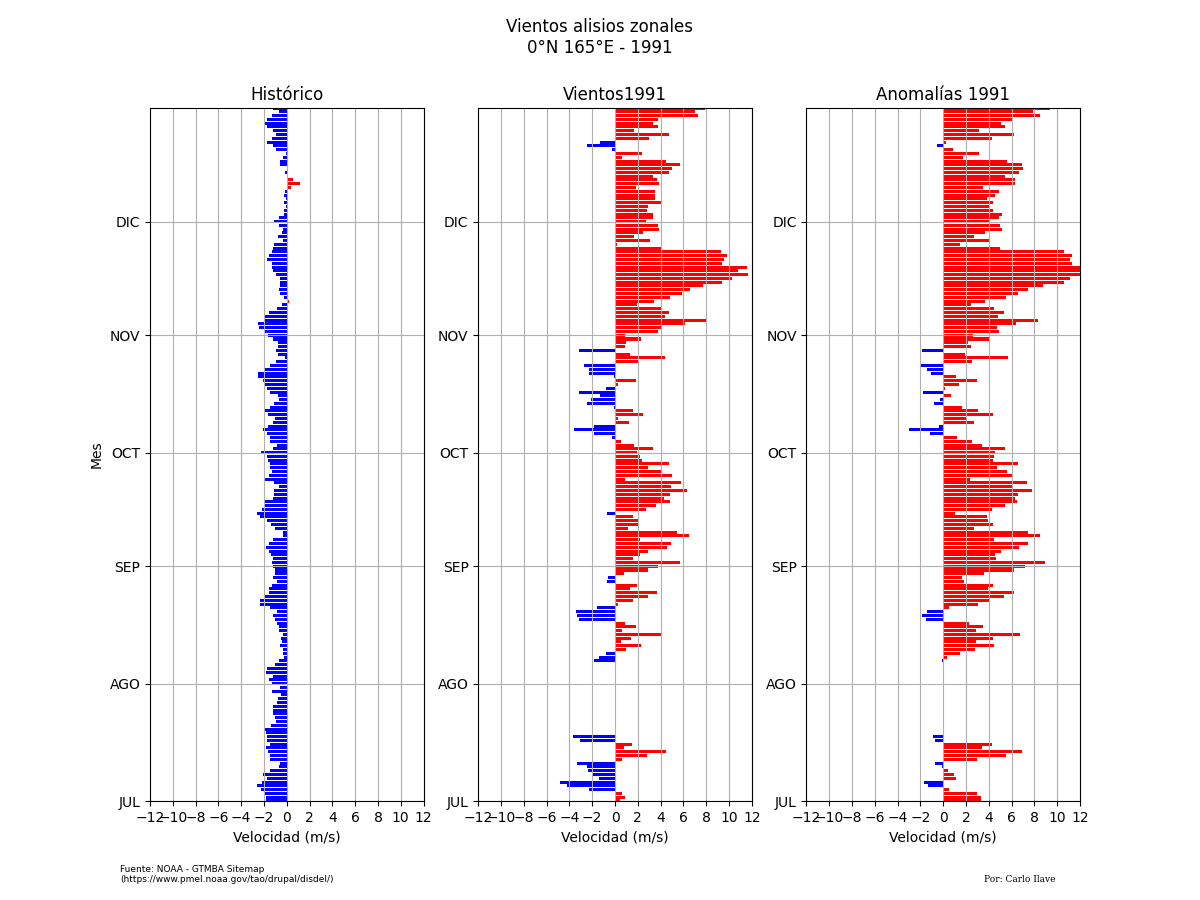 Vientos alisios zonales
0°N 165°E - 1991
Histórico
Vientos1991
Anomalías 1991
Mes
DIC
NOV
OCT
SEP
AGO
JUL
DIC
NOV
OCT
SEP
AGO
JUL
DIC
NOV
OCT
SEP
AGO
JUL
−12 −10 −8 −6 −4 −2 0 2 4 6 8 10 12
−12 −10 −8 −6 −4 −2 0 2 4 6 8 10 12
−12 −10 −8 −6 −4 −2 0 2 4 6 8 10 12
Velocidad (m/s)
Velocidad (m/s)
Velocidad (m/s)
Fuente: NOAA - GTMBA Sitemap
(https://www.pmel.noaa.gov/tao/drupal/disdel/)
Por: Carlo Ilave